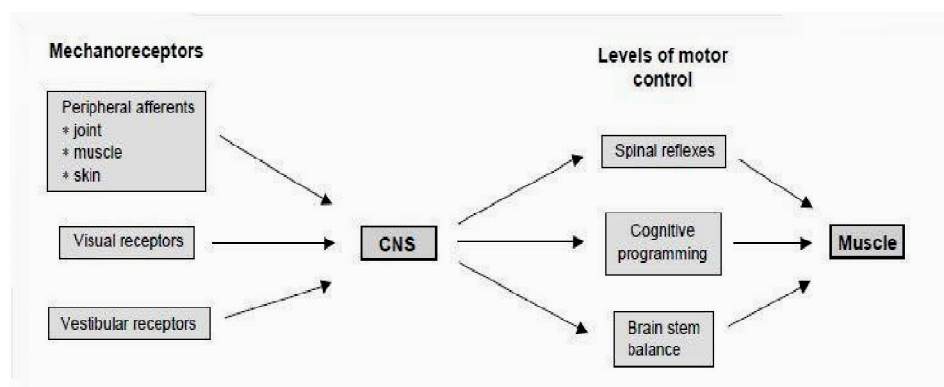 Mechanoreceptors
Peripheral afferents
* joint
* muscle
* skin
Visual receptors
Vestibular receptors
CNS
Levels of motor
control
Spinal reflexes
Cognitive
programming
Brain stem
balance
Muscle